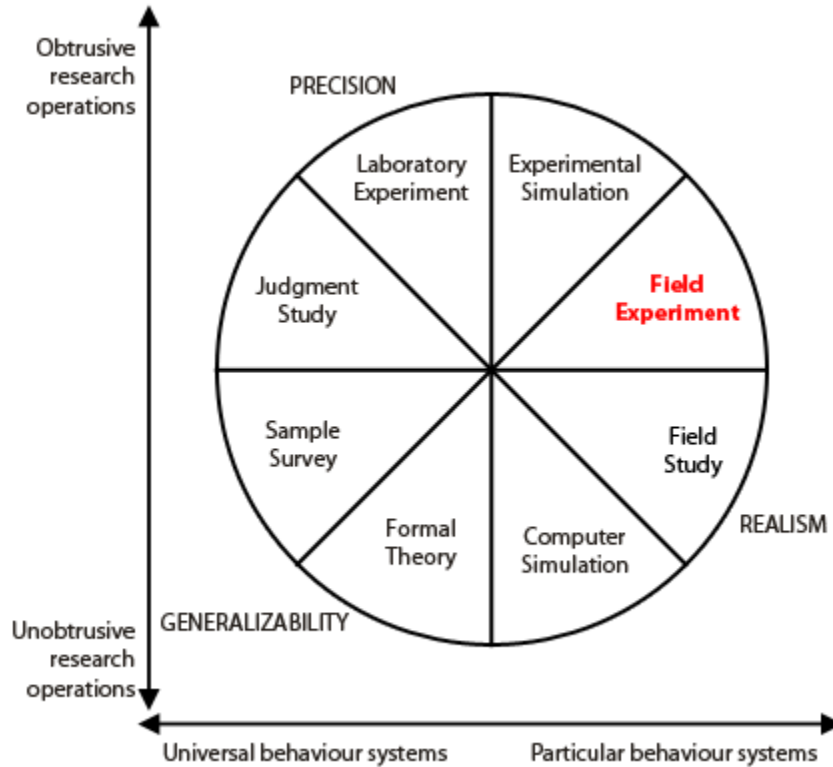 Obtrusive
research
operations
PRECISION
Laboratory
Experiment
Experimental
Simulation
Judgment
Study
Field
Experiment
Sample
Survey
Field
Study
Formal
Theory
Computer
Simulation
REALISM
GENERALIZABILITY
Unobtrusive
research
operations
Universal behaviour systems
Particular behaviour systems